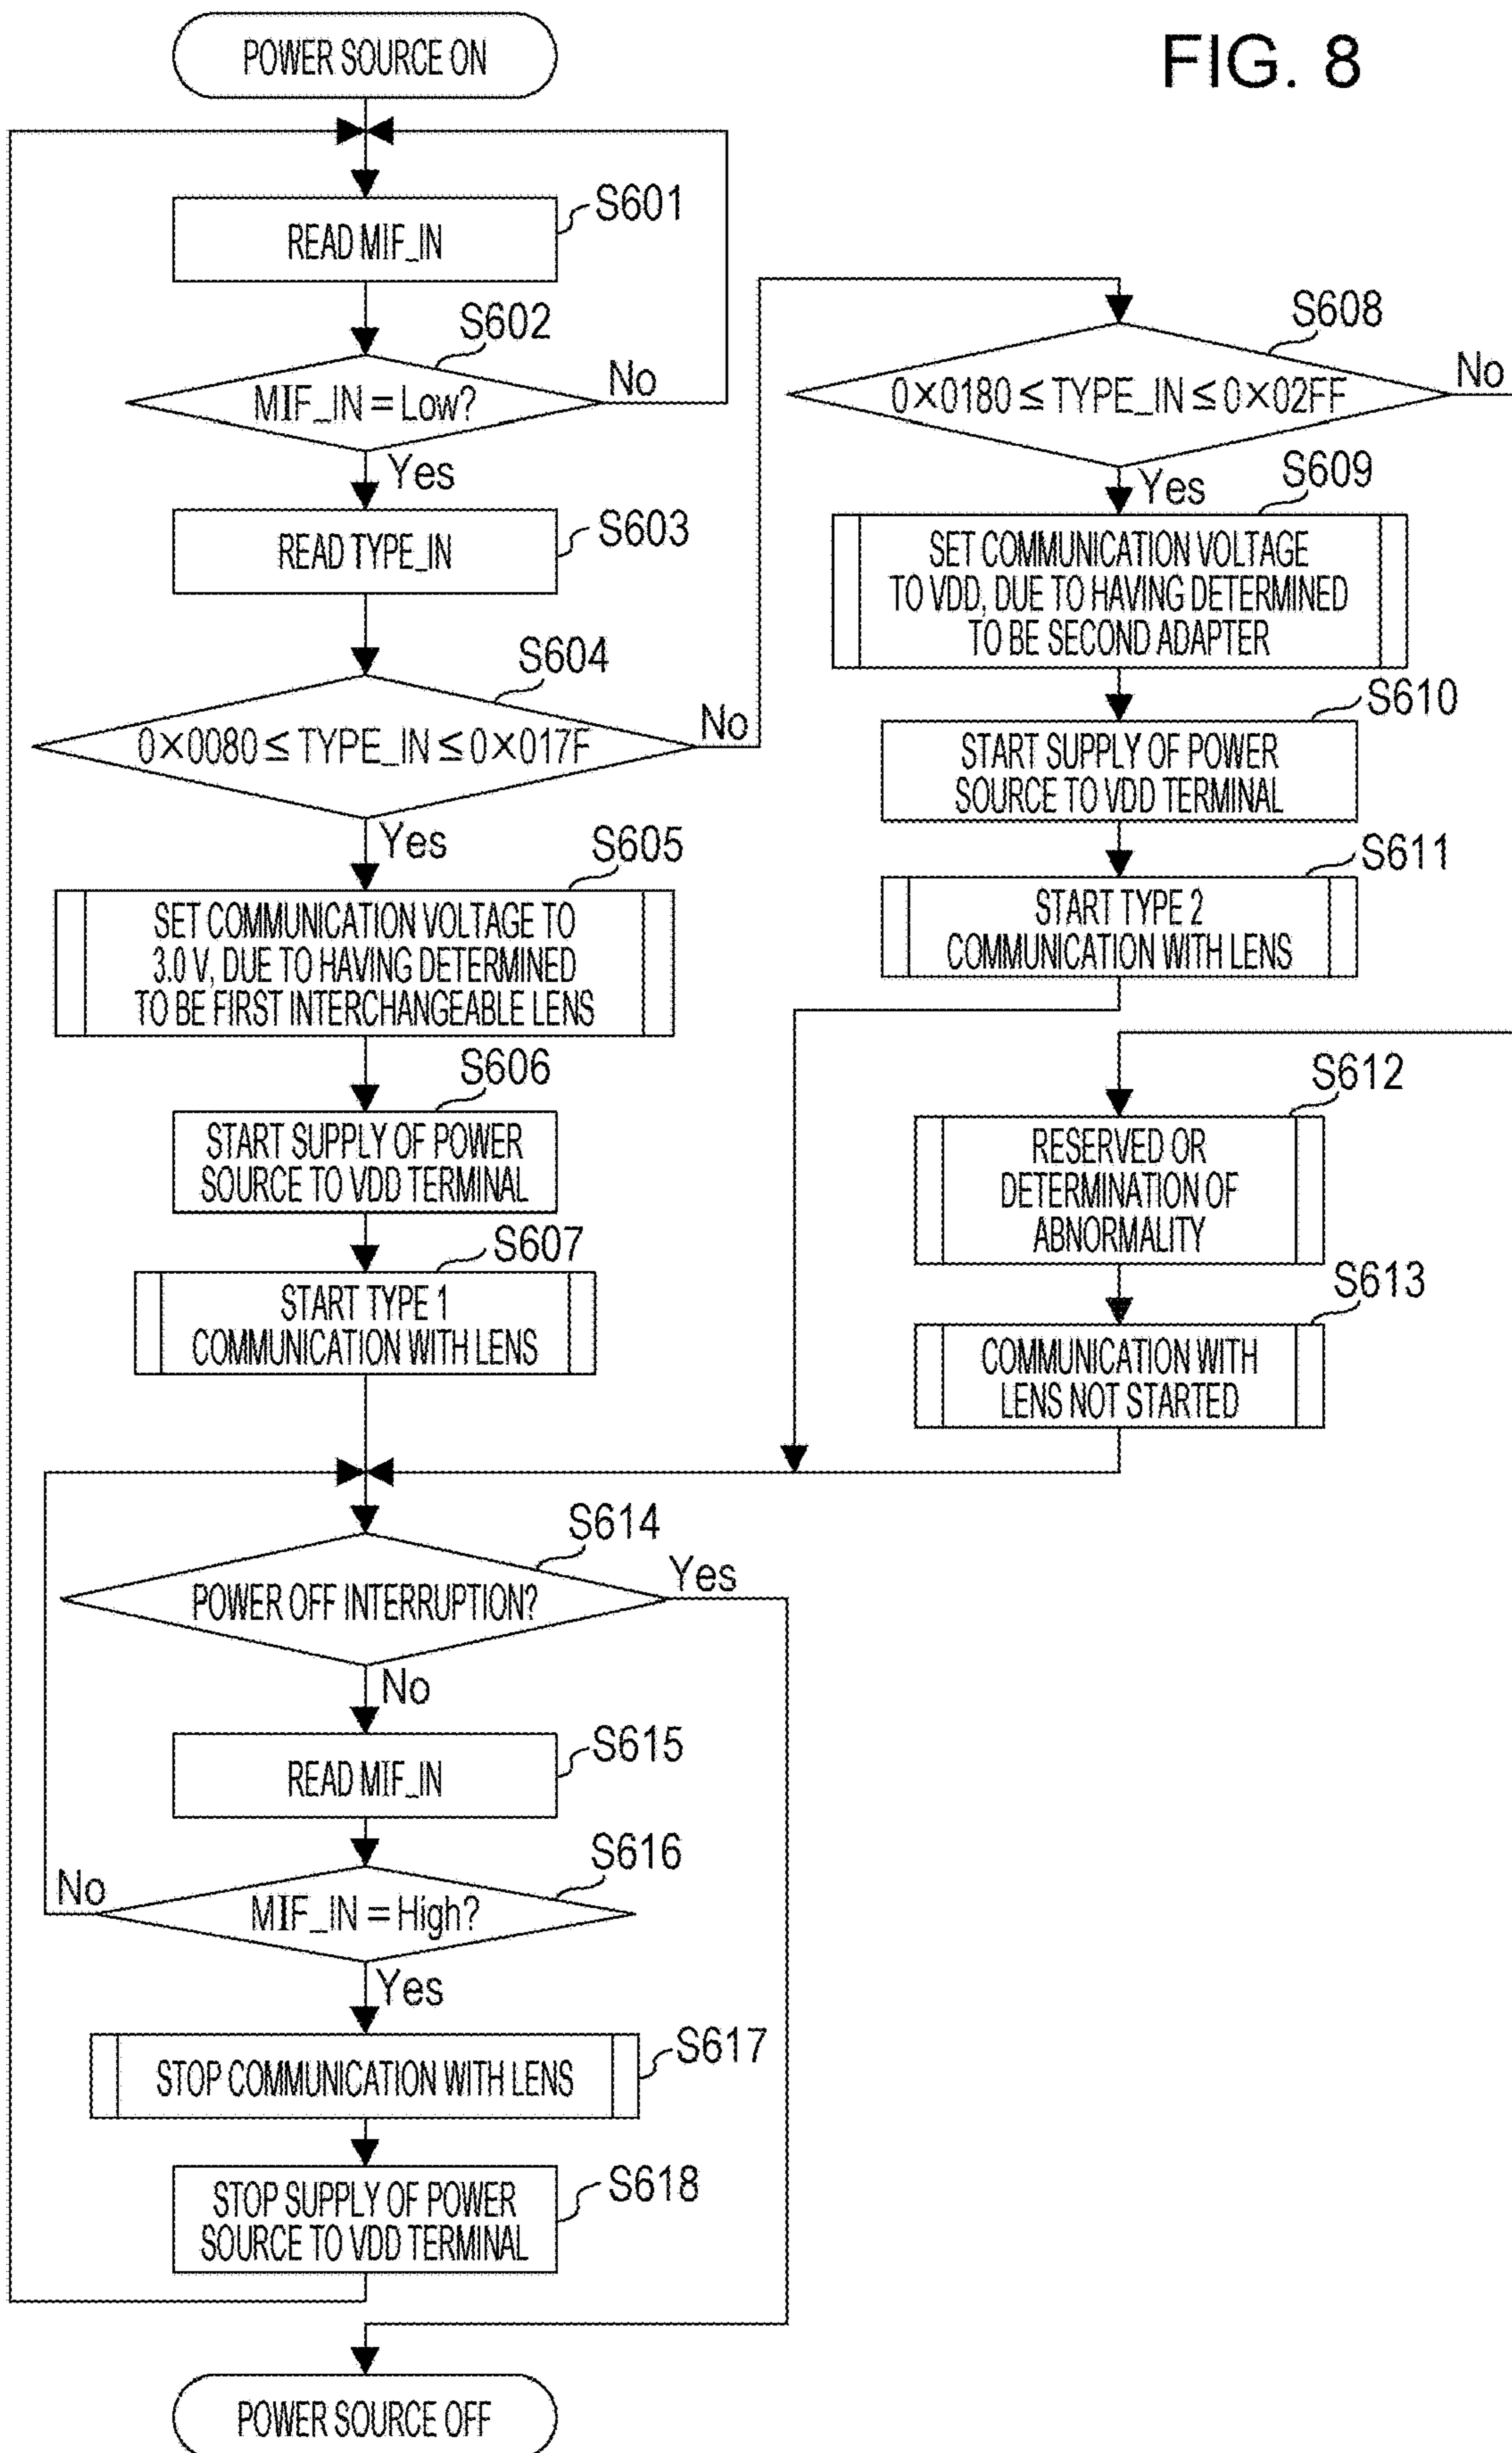 FIG. 8
POWER SOURCE ON
S601
READ MIF_IN
S602
MIF_IN = Low?
No
Yes
S603
READ TYPE_IN
S604
0×0080 ≤ TYPE_IN ≤ 0×017F
No
Yes
S605
SET COMMUNICATION VOLTAGE TO
3.0 V, DUE TO HAVING DETERMINED
TO BE FIRST INTERCHANGEABLE LENS
S606
START SUPPLY OF POWER
SOURCE TO VDD TERMINAL
S607
START TYPE 1
COMMUNICATION WITH LENS
S608
0×0180 ≤ TYPE_IN ≤ 0×02FF
No
Yes
S609
SET COMMUNICATION VOLTAGE
TO VDD, DUE TO HAVING DETERMINED
TO BE SECOND ADAPTER
S610
START SUPPLY OF POWER
SOURCE TO VDD TERMINAL
S611
START TYPE 2
COMMUNICATION WITH LENS
S612
RESERVED OR
DETERMINATION OF
ABNORMALITY
S613
COMMUNICATION WITH
LENS NOT STARTED
S614
POWER OFF INTERRUPTION?
Yes
No
S615
READ MIF_IN
S616
MIF_IN = High?
No
Yes
S617
STOP COMMUNICATION WITH LENS
S618
STOP SUPPLY OF POWER
SOURCE TO VDD TERMINAL
POWER SOURCE OFF